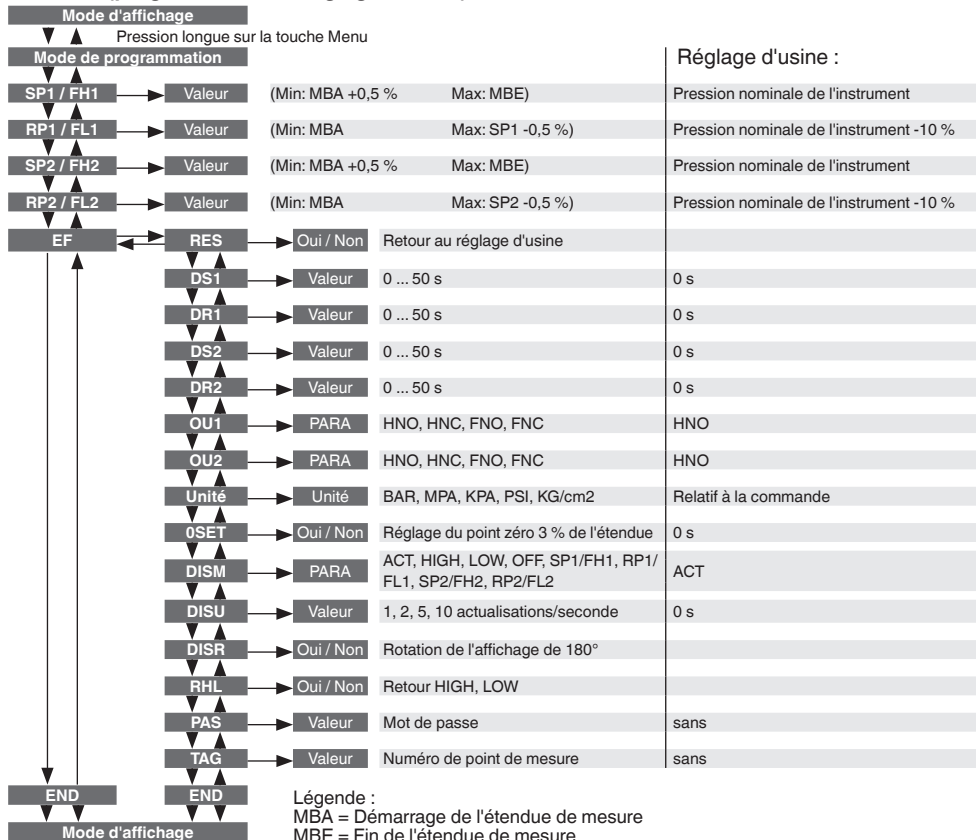 Mode d'affichage
Pression longue sur la touche Menu
Mode de programmation Réglage d'usine :
SP1 / FH1 Valeur (Min: MBA +0,5 % Max: MBE) Pression nominale de l'instrument
RP1 / FL1 Valeur (Min: MBA Max: SP1 -0,5 %) Pression nominale de l'instrument -10 %
SP2 / FH2 Valeur (Min: MBA +0,5 % Max: MBE) Pression nominale de l'instrument
RP2 / FL2 Valeur (Min: MBA Max: SP2 -0,5 %) Pression nominale de l'instrument -10 %
EF RES Oui / Non Retour au réglage d'usine
DS1 Valeur 0 ... 50 s 0 s
DR1 Valeur 0 ... 50 s 0 s
DS2 Valeur 0 ... 50 s 0 s
DR2 Valeur 0 ... 50 s 0 s
OU1 PARA HNO, HNC, FNO, FNC HNO
OU2 PARA HNO, HNC, FNO, FNC HNO
Unité Unité BAR, MPA, KPA, PSI, KG/cm2 Relatif à la commande
0SET Oui / Non Réglage du point zéro 3 % de l'étendue 0 s
DISM PARA ACT, HIGH, LOW, OFF, SP1/FH1, RP1/
FL1, SP2/FH2, RP2/FL2 ACT
DISU Valeur 1, 2, 5, 10 actualisations/seconde 0 s
DISR Oui / Non Rotation de l'affichage de 180°
RHL Oui / Non Retour HIGH, LOW
PAS Valeur Mot de passe sans
TAG Valeur Numéro de point de mesure sans
END END Légende :
MBA = Démarrage de l'étendue de mesure
Mode d'affichage MBE = Fin de l'étendue de mesure